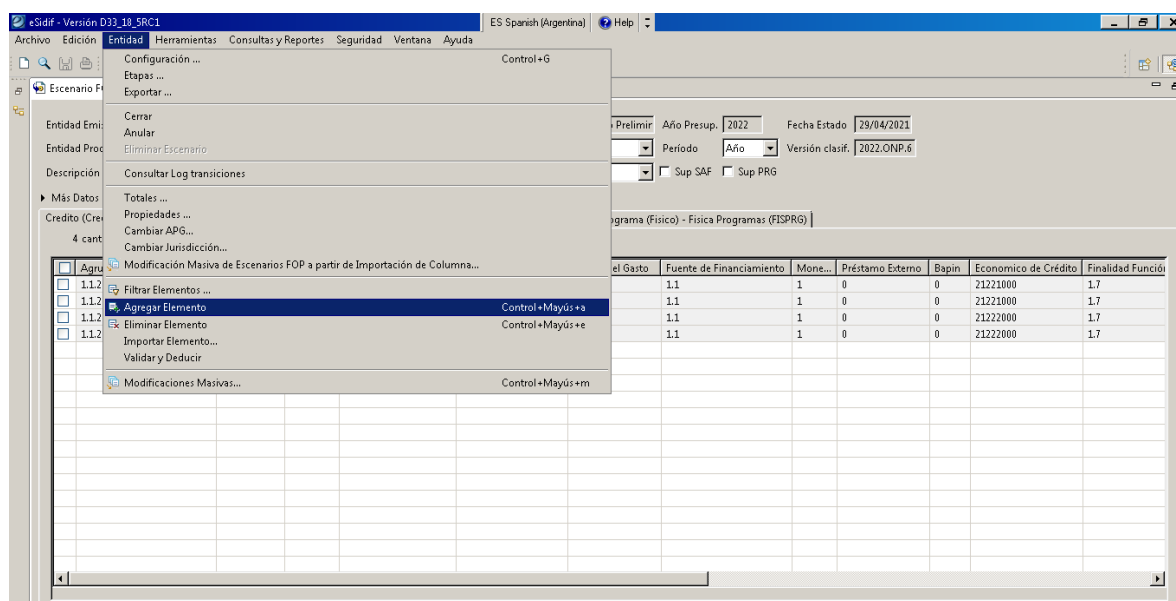 eSidif - Versión D33_18_5RC1 ES Spanish (Argentina) Help
Archivo Edición Entidad Herramientas Consultas y Reportes Seguridad Ventana Ayuda
Configuración ... Control+G
Etapas ...
Exportar ...
Cerrar
Anular
Eliminar Escenario
Consultar Log transiciones
Totales ...
Propiedades ...
Cambiar APG...
Cambiar Jurisdicción...
Modificación Masiva de Escenarios FOP a partir de Importación de Columna...
Filtrar Elementos ...
Agregar Elemento Control+Mayús+a
Eliminar Elemento Control+Mayús+e
Importar Elemento...
Validar y Deducir
Modificaciones Masivas... Control+Mayús+m
Escenario F
Entidad Emi Prelimir Año Presup. 2022 Fecha Estado 29/04/2021
Entidad Prod Período Año Versión clasif. 2022.ONP.6
Descripción Sup SAF Sup PRG
Más Datos
Credito (Cre grama (Fisico) - Fisica Programas (FISPRG)
4 cant
Agru el Gasto Fuente de Financiamiento Mone... Préstamo Externo Bapin Economico de Crédito Finalidad Función
1.1.2 1.1 1 0 0 21221000 1.7
1.1.2 1.1 1 0 0 21221000 1.7
1.1.2 1.1 1 0 0 21222000 1.7
1.1.2 1.1 1 0 0 21222000 1.7